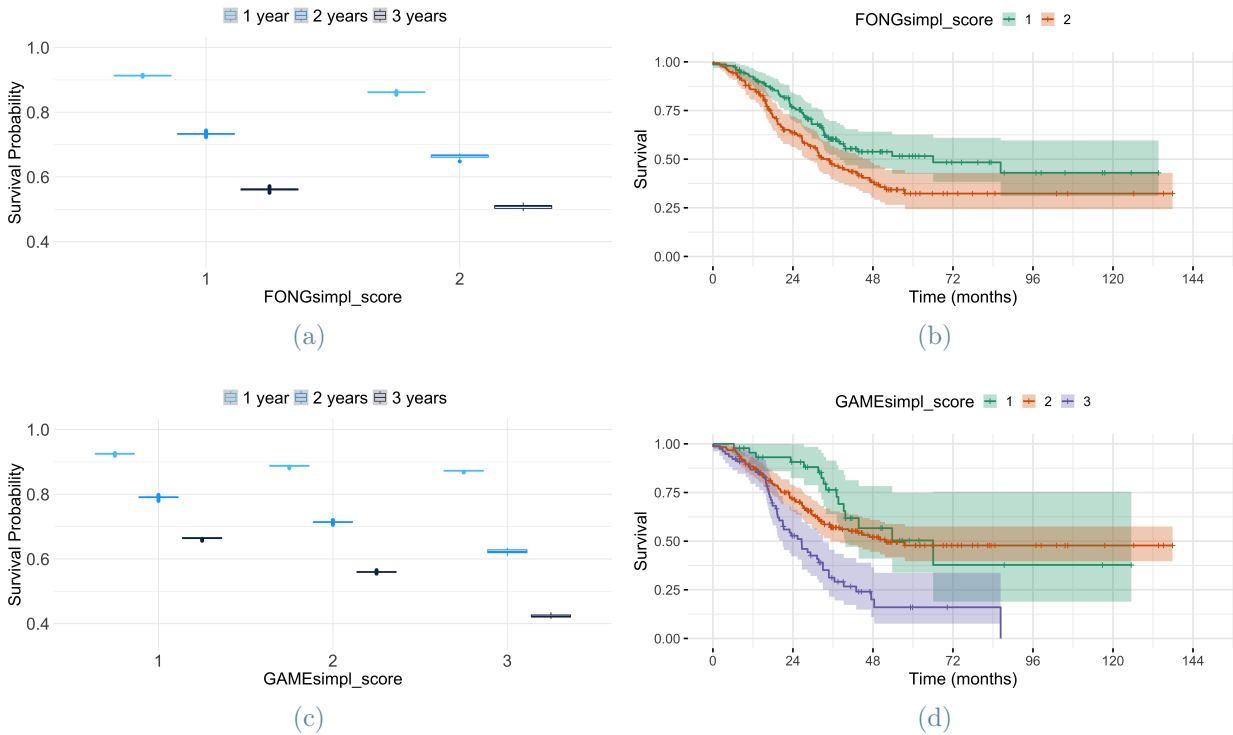 1 year 2 years 3 years
Survival Probability
1.0
0.8
0.6
0.4
1 2
FONGsimpl_score
(a)
FONGsimpl_score 1 2
Survival
1.00
0.75
0.50
0.25
0.00
0 24 48 72 96 120 144
Time (months)
(b)
1 year 2 years 3 years
Survival Probability
1.0
0.8
0.6
0.4
1 2 3
GAMEsimpl_score
(c)
GAMEsimpl_score 1 2 3
Survival
1.00
0.75
0.50
0.25
0.00
0 24 48 72 96 120 144
Time (months)
(d)